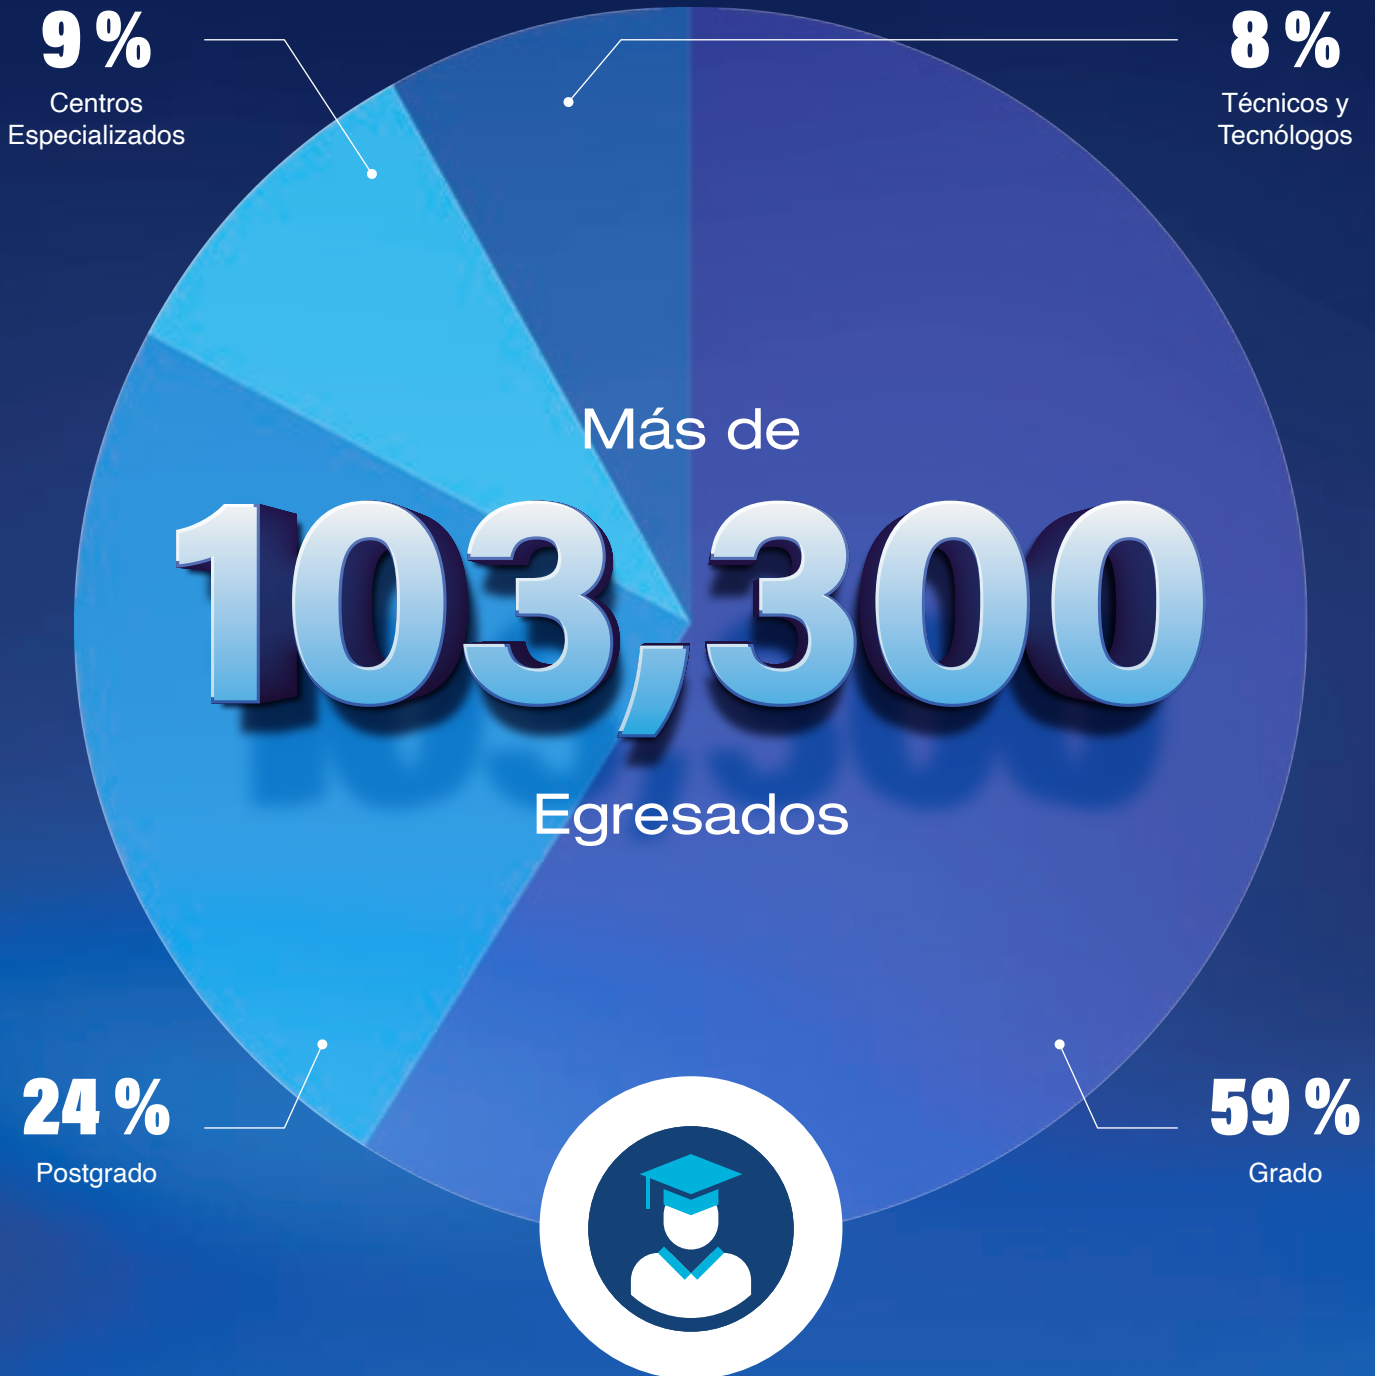 9 %
Centros
Especializados
8 %
Técnicos y
Tecnólogos
Más de
103,300
Egresados
24 %
Postgrado
59 %
Grado